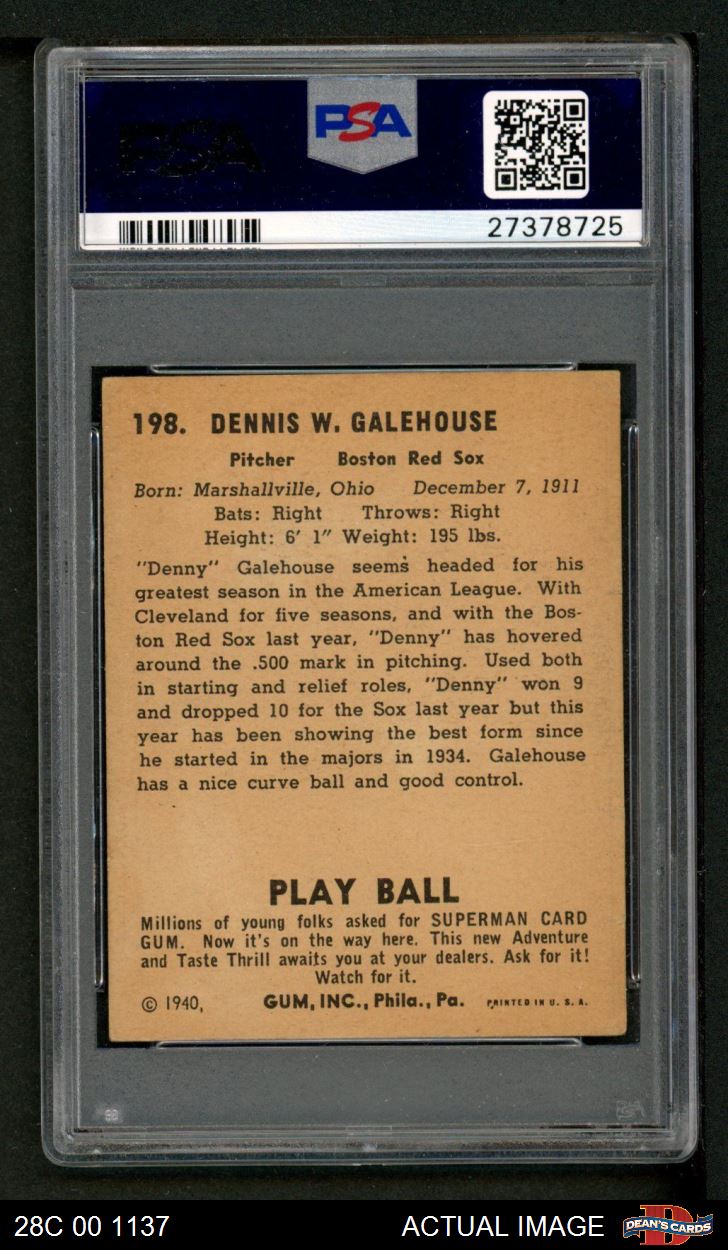 PSA
PSA
27378725
198. DENNIS W. GALEHOUSE
Pitcher Boston Red Sox
Born: Marshallville, Ohio December 7, 1911
Bats: Right Throws: Right
Height: 6' 1" Weight: 195 lbs.
"Denny" Galehouse seems headed for his
greatest season in the American League. With
Cleveland for five seasons, and with the Bos-
ton Red Sox last year, "Denny" has hovered
around the .500 mark in pitching. Used both
in starting and relief roles, "Denny" won 9
and dropped 10 for the Sox last year but this
year has been showing the best form since
he started in the majors in 1934. Galehouse
has a nice curve ball and good control.
PLAY BALL
Millions of young folks asked for SUPERMAN CARD
GUM. Now it's on the way here. This new Adventure
and Taste Thrill awaits you at your dealers. Ask for it!
Watch for it.
© 1940, GUM, INC., Phila., Pa. PRINTED IN U. S. A.
28C 00 1137 ACTUAL IMAGE DEAN'S CARDS